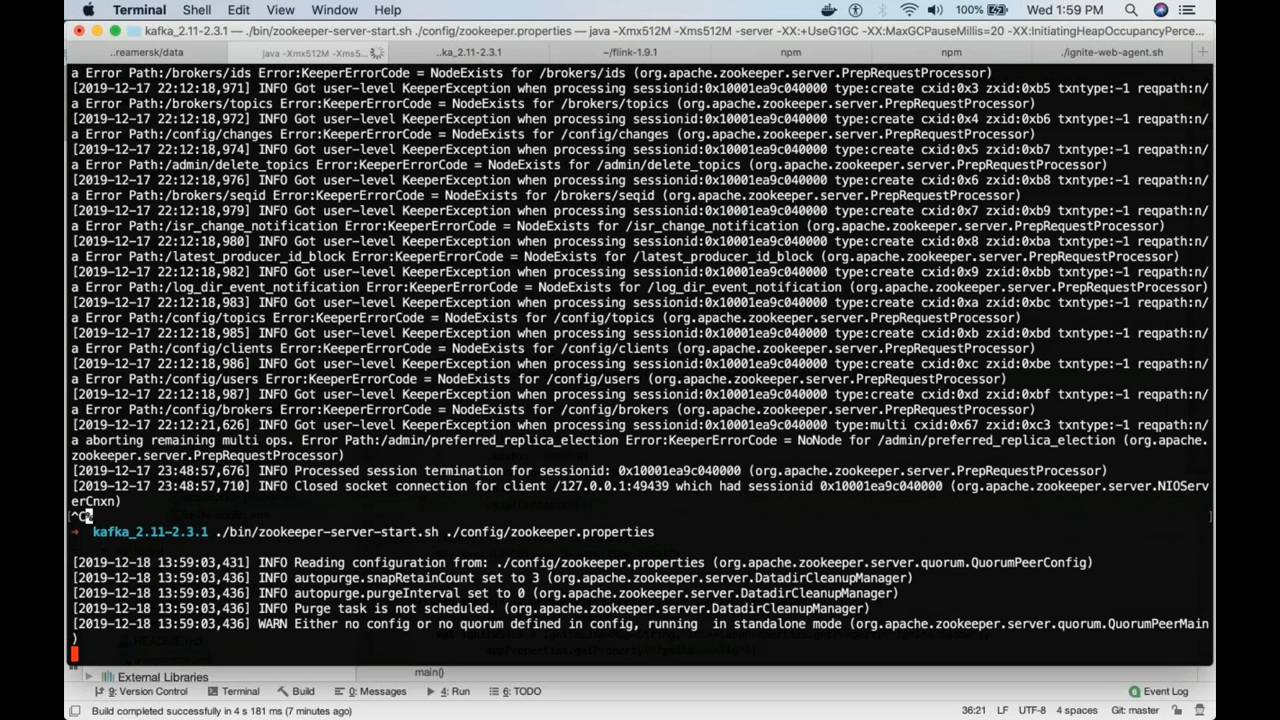 Terminal Shell Edit View Window Help 100% Wed 1:59 PM
kafka_2.11-2.3.1 — ./bin/zookeeper-server-start.sh ./config/zookeeper.properties — java -Xmx512M -Xms512M -server -XX:+UseG1GC -XX:MaxGCPauseMillis=20 -XX:InitiatingHeapOccupancyPerce...
...reamersk/data java -Xmx512M -Xms5... ...ka_2.11-2.3.1 ~/flink-1.9.1 npm npm ./ignite-web-agent.sh
a Error Path:/brokers/ids Error:KeeperErrorCode = NodeExists for /brokers/ids (org.apache.zookeeper.server.PrepRequestProcessor)
[2019-12-17 22:12:18,971] INFO Got user-level KeeperException when processing sessionid:0x10001ea9c040000 type:create cxid:0x3 zxid:0xb5 txntype:-1 reqpath:n/
a Error Path:/brokers/topics Error:KeeperErrorCode = NodeExists for /brokers/topics (org.apache.zookeeper.server.PrepRequestProcessor)
[2019-12-17 22:12:18,972] INFO Got user-level KeeperException when processing sessionid:0x10001ea9c040000 type:create cxid:0x4 zxid:0xb6 txntype:-1 reqpath:n/
a Error Path:/config/changes Error:KeeperErrorCode = NodeExists for /config/changes (org.apache.zookeeper.server.PrepRequestProcessor)
[2019-12-17 22:12:18,974] INFO Got user-level KeeperException when processing sessionid:0x10001ea9c040000 type:create cxid:0x5 zxid:0xb7 txntype:-1 reqpath:n/
a Error Path:/admin/delete_topics Error:KeeperErrorCode = NodeExists for /admin/delete_topics (org.apache.zookeeper.server.PrepRequestProcessor)
[2019-12-17 22:12:18,976] INFO Got user-level KeeperException when processing sessionid:0x10001ea9c040000 type:create cxid:0x6 zxid:0xb8 txntype:-1 reqpath:n/
a Error Path:/brokers/seqid Error:KeeperErrorCode = NodeExists for /brokers/seqid (org.apache.zookeeper.server.PrepRequestProcessor)
[2019-12-17 22:12:18,979] INFO Got user-level KeeperException when processing sessionid:0x10001ea9c040000 type:create cxid:0x7 zxid:0xb9 txntype:-1 reqpath:n/
a Error Path:/isr_change_notification Error:KeeperErrorCode = NodeExists for /isr_change_notification (org.apache.zookeeper.server.PrepRequestProcessor)
[2019-12-17 22:12:18,980] INFO Got user-level KeeperException when processing sessionid:0x10001ea9c040000 type:create cxid:0x8 zxid:0xba txntype:-1 reqpath:n/
a Error Path:/latest_producer_id_block Error:KeeperErrorCode = NodeExists for /latest_producer_id_block (org.apache.zookeeper.server.PrepRequestProcessor)
[2019-12-17 22:12:18,982] INFO Got user-level KeeperException when processing sessionid:0x10001ea9c040000 type:create cxid:0x9 zxid:0xbb txntype:-1 reqpath:n/
a Error Path:/log_dir_event_notification Error:KeeperErrorCode = NodeExists for /log_dir_event_notification (org.apache.zookeeper.server.PrepRequestProcessor)
[2019-12-17 22:12:18,983] INFO Got user-level KeeperException when processing sessionid:0x10001ea9c040000 type:create cxid:0xa zxid:0xbc txntype:-1 reqpath:n/
a Error Path:/config/topics Error:KeeperErrorCode = NodeExists for /config/topics (org.apache.zookeeper.server.PrepRequestProcessor)
[2019-12-17 22:12:18,985] INFO Got user-level KeeperException when processing sessionid:0x10001ea9c040000 type:create cxid:0xb zxid:0xbd txntype:-1 reqpath:n/
a Error Path:/config/clients Error:KeeperErrorCode = NodeExists for /config/clients (org.apache.zookeeper.server.PrepRequestProcessor)
[2019-12-17 22:12:18,986] INFO Got user-level KeeperException when processing sessionid:0x10001ea9c040000 type:create cxid:0xc zxid:0xbe txntype:-1 reqpath:n/
a Error Path:/config/users Error:KeeperErrorCode = NodeExists for /config/users (org.apache.zookeeper.server.PrepRequestProcessor)
[2019-12-17 22:12:18,987] INFO Got user-level KeeperException when processing sessionid:0x10001ea9c040000 type:create cxid:0xd zxid:0xbf txntype:-1 reqpath:n/
a Error Path:/config/brokers Error:KeeperErrorCode = NodeExists for /config/brokers (org.apache.zookeeper.server.PrepRequestProcessor)
[2019-12-17 22:12:21,626] INFO Got user-level KeeperException when processing sessionid:0x10001ea9c040000 type:multi cxid:0x67 zxid:0xc3 txntype:-1 reqpath:n/
a aborting remaining multi ops. Error Path:/admin/preferred_replica_election Error:KeeperErrorCode = NoNode for /admin/preferred_replica_election (org.apache.
zookeeper.server.PrepRequestProcessor)
[2019-12-17 23:48:57,676] INFO Processed session termination for sessionid: 0x10001ea9c040000 (org.apache.zookeeper.server.PrepRequestProcessor)
[2019-12-17 23:48:57,710] INFO Closed socket connection for client /127.0.0.1:49439 which had sessionid 0x10001ea9c040000 (org.apache.zookeeper.server.NIOServ
erCnxn)
^C%
➜ kafka_2.11-2.3.1 ./bin/zookeeper-server-start.sh ./config/zookeeper.properties
[2019-12-18 13:59:03,431] INFO Reading configuration from: ./config/zookeeper.properties (org.apache.zookeeper.server.quorum.QuorumPeerConfig)
[2019-12-18 13:59:03,436] INFO autopurge.snapRetainCount set to 3 (org.apache.zookeeper.server.DatadirCleanupManager)
[2019-12-18 13:59:03,436] INFO autopurge.purgeInterval set to 0 (org.apache.zookeeper.server.DatadirCleanupManager)
[2019-12-18 13:59:03,436] INFO Purge task is not scheduled. (org.apache.zookeeper.server.DatadirCleanupManager)
[2019-12-18 13:59:03,436] WARN Either no config or no quorum defined in config, running in standalone mode (org.apache.zookeeper.server.quorum.QuorumPeerMain
)
External Libraries main()
9: Version Control Terminal Build 0: Messages 4: Run 6: TODO Event Log
Build completed successfully in 4 s 181 ms (7 minutes ago) 36:21 LF UTF-8 4 spaces Git: master